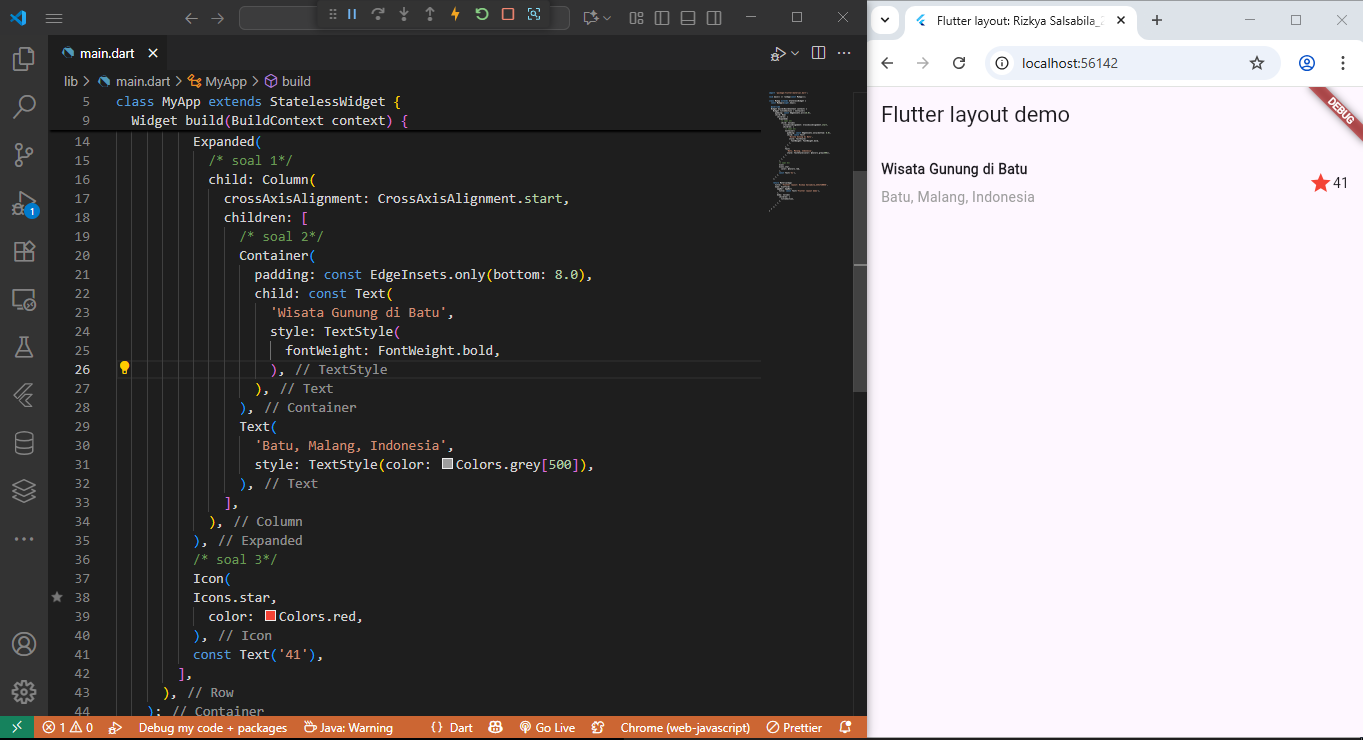 main.dart
lib > main.dart > MyApp > build
5 class MyApp extends StatelessWidget {
9 Widget build(BuildContext context) {
14 Expanded(
15 /* soal 1*/
16 child: Column(
17 crossAxisAlignment: CrossAxisAlignment.start,
18 children: [
19 /* soal 2*/
20 Container(
21 padding: const EdgeInsets.only(bottom: 8.0),
22 child: const Text(
23 'Wisata Gunung di Batu',
24 style: TextStyle(
25 fontWeight: FontWeight.bold,
26 ), // TextStyle
27 ), // Text
28 ), // Container
29 Text(
30 'Batu, Malang, Indonesia',
31 style: TextStyle(color: Colors.grey[500]),
32 ), // Text
33 ],
34 ), // Column
35 ), // Expanded
36 /* soal 3*/
37 Icon(
38 Icons.star,
39 color: Colors.red,
40 ), // Icon
41 const Text('41'),
42 ],
43 ), // Row
44 ); // Container
1
1 0 Debug my code + packages Java: Warning {} Dart Go Live Chrome (web-javascript) Prettier
Flutter layout: Rizkya Salsabila_
localhost:56142
DEBUG
Flutter layout demo
Wisata Gunung di Batu
41
Batu, Malang, Indonesia